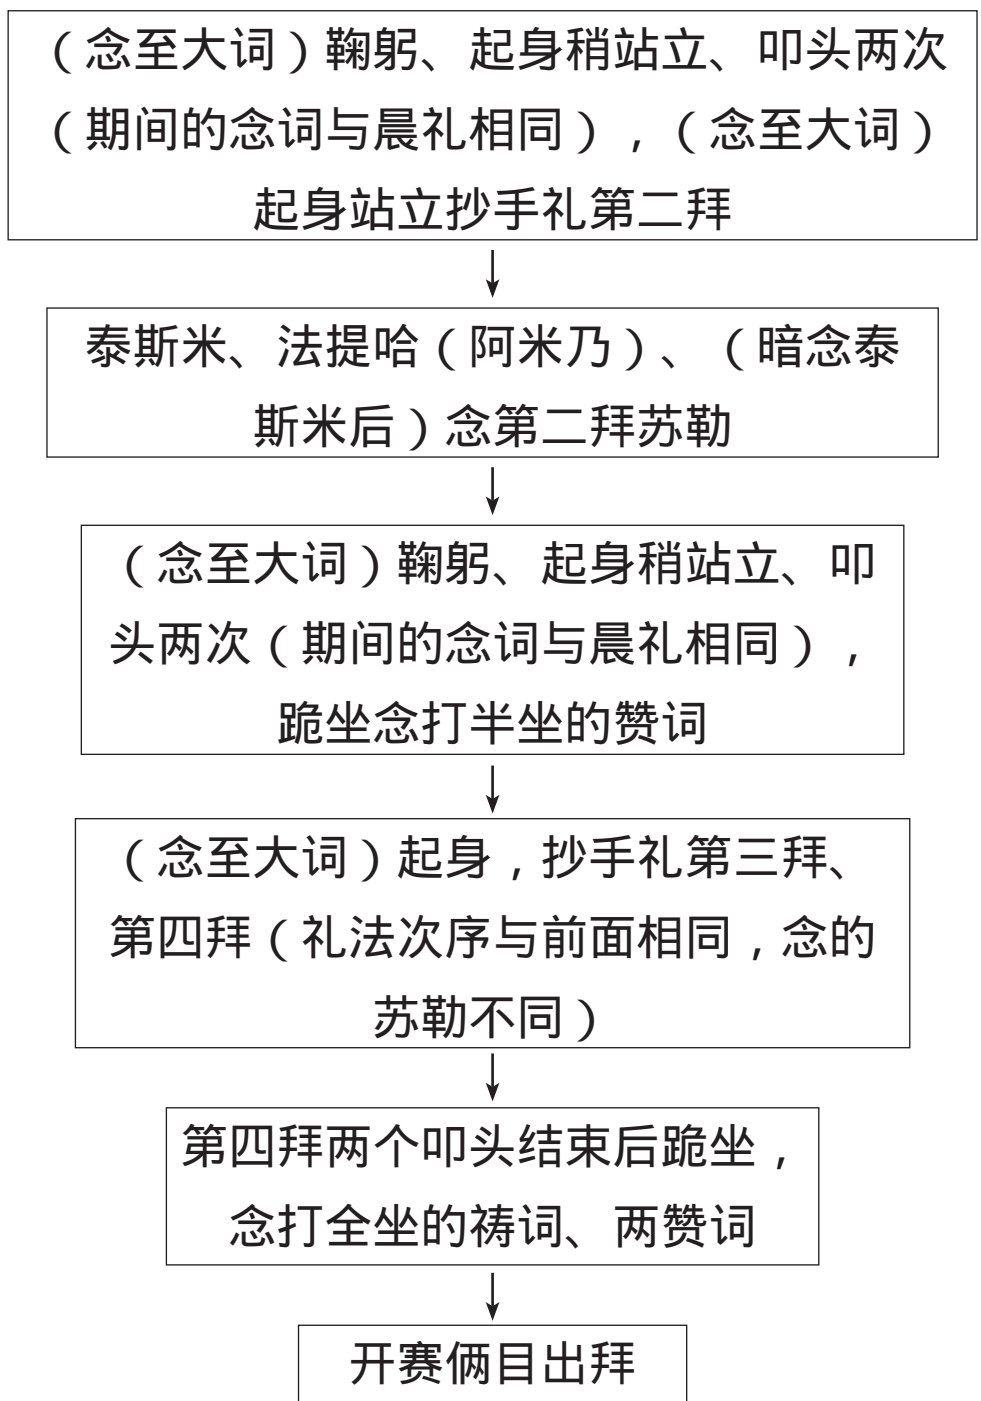 （念至大词）鞠躬、起身稍站立、叩头两次
（期间的念词与晨礼相同），（念至大词）
起身站立抄手礼第二拜
泰斯米、法提哈（阿米乃）、（暗念泰
斯米后）念第二拜苏勒
（念至大词）鞠躬、起身稍站立、叩
头两次（期间的念词与晨礼相同），
跪坐念打半坐的赞词
（念至大词）起身，抄手礼第三拜、
第四拜（礼法次序与前面相同，念的
苏勒不同）
第四拜两个叩头结束后跪坐，
念打全坐的祷词、两赞词
开赛俩目出拜